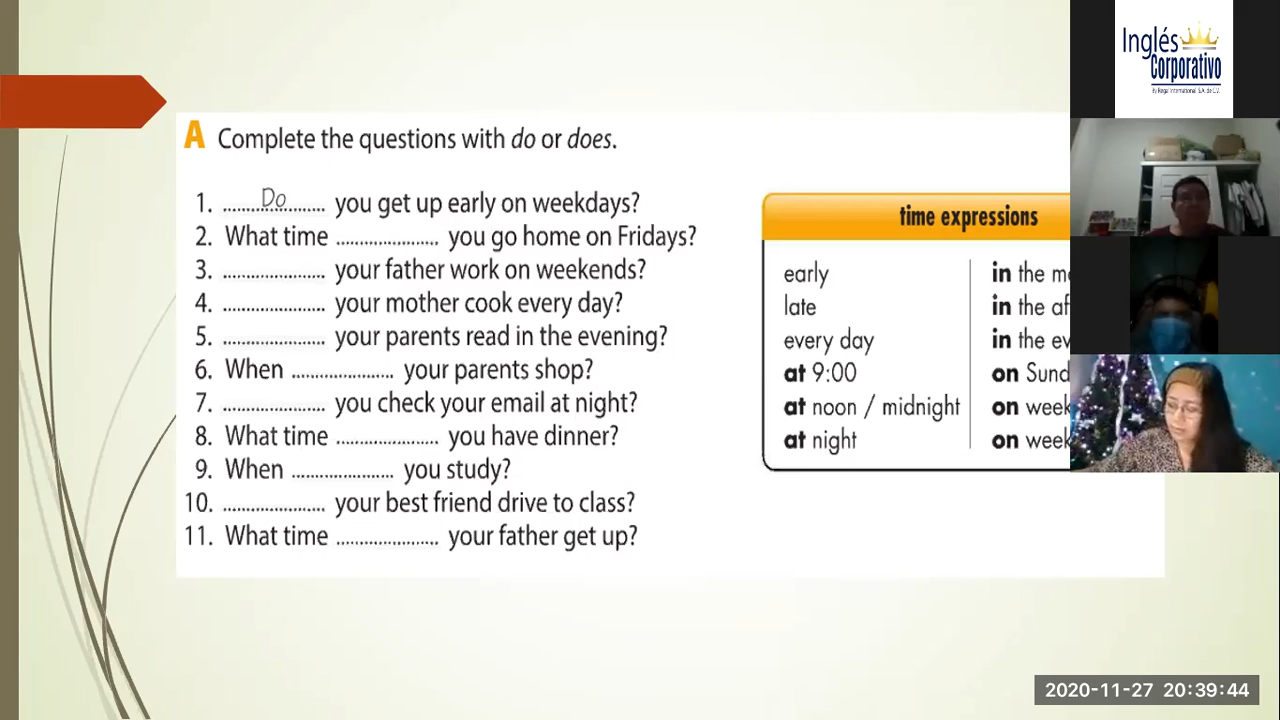 Inglés
Corporativo
By Regal International S.A. de C.V.
A Complete the questions with do or does.
1. ....Do.... you get up early on weekdays?
2. What time .................... you go home on Fridays?
3. .................... your father work on weekends?
4. .................... your mother cook every day?
5. .................... your parents read in the evening?
6. When .................... your parents shop?
7. .................... you check your email at night?
8. What time .................... you have dinner?
9. When .................... you study?
10. .................... your best friend drive to class?
11. What time .................... your father get up?
time expressions
early
late
every day
at 9:00
at noon / midnight
at night
in the
in the
in the
on
on
on
2020-11-27 20:39:44